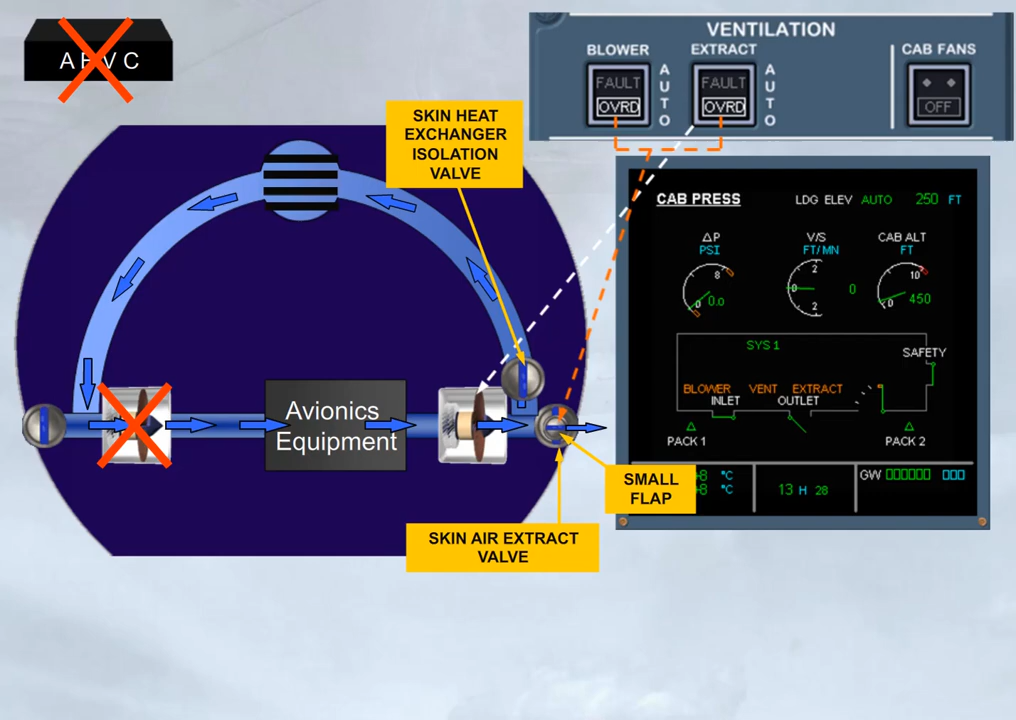 A E V C
VENTILATION
BLOWER
EXTRACT
CAB FANS
FAULT
OVRD
AUTO
FAULT
OVRD
AUTO
OFF
SKIN HEAT
EXCHANGER
ISOLATION
VALVE
CAB PRESS
LDG ELEV AUTO 250 FT
ΔP
PSI
V/S
FT/MN
CAB ALT
FT
8
0
0.0
2
0
2
10
0
450
SYS 1
SAFETY
BLOWER VENT EXTRACT
INLET OUTLET
PACK 1
PACK 2
Avionics
Equipment
SMALL
FLAP
+8 °C
+8 °C
13 H 28
GW
SKIN AIR EXTRACT
VALVE